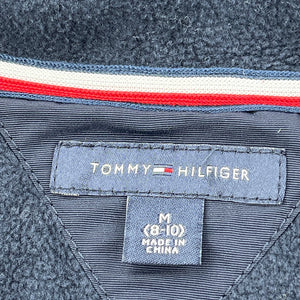 TOMMY HILFIGER
M
(8-10)
MADE IN
CHINA